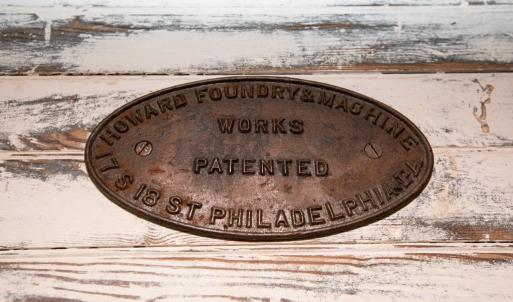 HOWARD FOUNDRY & MACHINE
WORKS
PATENTED
17 S 18 ST PHILADELPHIA.